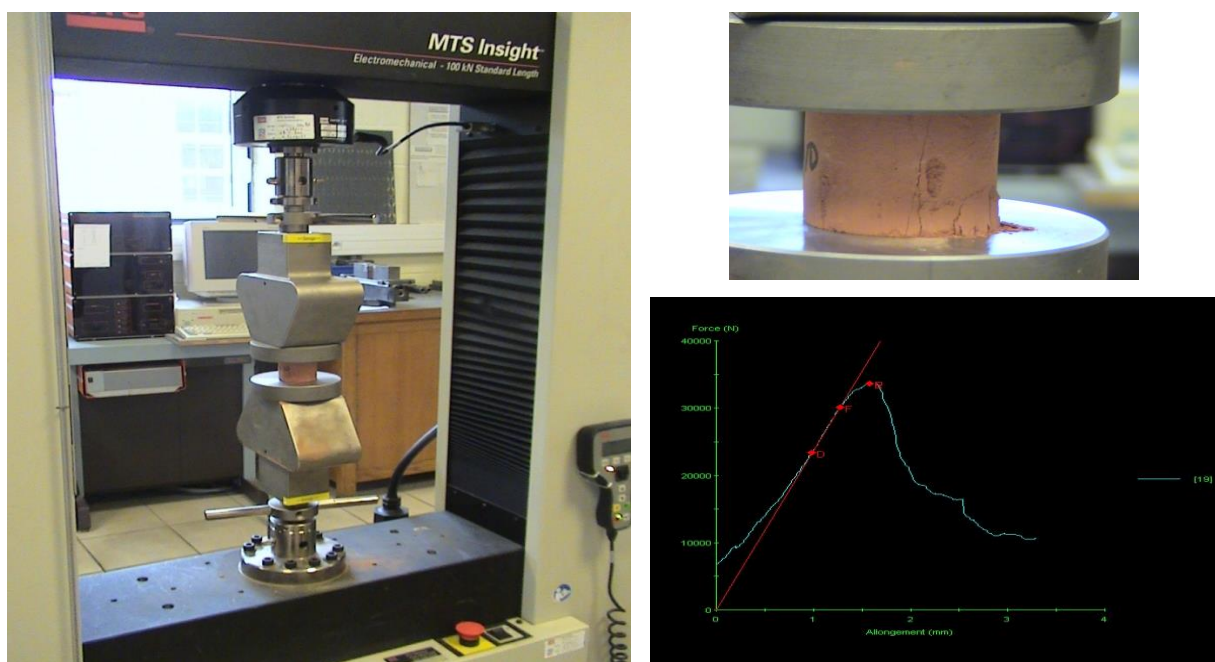 MTS
MTS Insight
Electromechanical - 100 kN Standard Length
Force (N)
40000
30000
20000
10000
0
0
1
2
3
4
Allongement (mm)
D
F
R
[19]